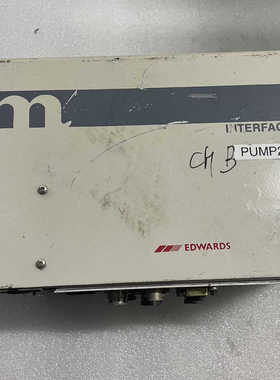 m
INTERFAC
CH B
PUMP2
EDWARDS